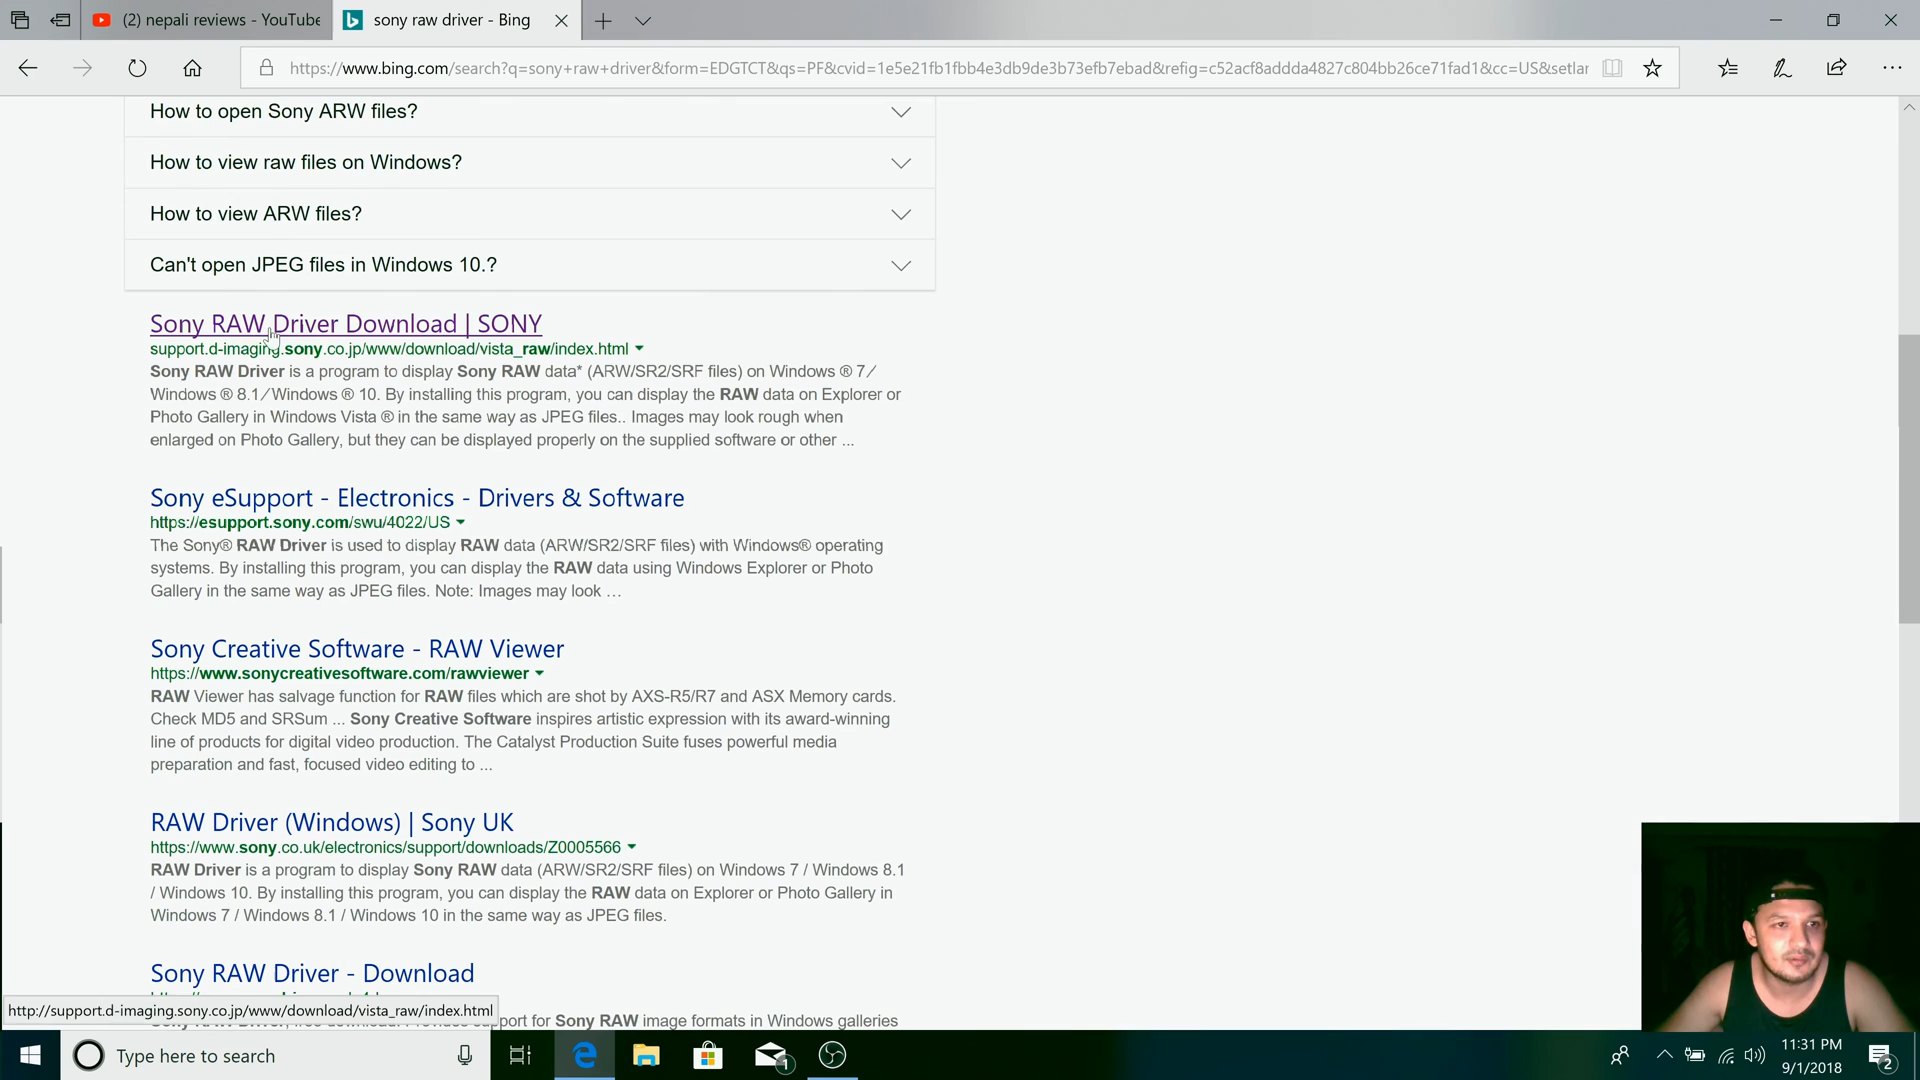 (2) nepali reviews - YouTube
sony raw driver - Bing
https://www.bing.com/search?q=sony+raw+driver&form=EDGTCT&qs=PF&cvid=1e5e21fb1fbb4e3db9de3b73efb7ebad&refig=c52acf8addda4827c804bb26ce71fad1&cc=US&setlar
How to open Sony ARW files?
How to view raw files on Windows?
How to view ARW files?
Can't open JPEG files in Windows 10.?
Sony RAW Driver Download | SONY
support.d-imaging.sony.co.jp/www/download/vista_raw/index.html
Sony RAW Driver is a program to display Sony RAW data* (ARW/SR2/SRF files) on Windows ® 7/
Windows ® 8.1/Windows ® 10. By installing this program, you can display the RAW data on Explorer or
Photo Gallery in Windows Vista ® in the same way as JPEG files.. Images may look rough when
enlarged on Photo Gallery, but they can be displayed properly on the supplied software or other ...
Sony eSupport - Electronics - Drivers & Software
https://esupport.sony.com/swu/4022/US
The Sony® RAW Driver is used to display RAW data (ARW/SR2/SRF files) with Windows® operating
systems. By installing this program, you can display the RAW data using Windows Explorer or Photo
Gallery in the same way as JPEG files. Note: Images may look ...
Sony Creative Software - RAW Viewer
https://www.sonycreativesoftware.com/rawviewer
RAW Viewer has salvage function for RAW files which are shot by AXS-R5/R7 and ASX Memory cards.
Check MD5 and SRSum ... Sony Creative Software inspires artistic expression with its award-winning
line of products for digital video production. The Catalyst Production Suite fuses powerful media
preparation and fast, focused video editing to ...
RAW Driver (Windows) | Sony UK
https://www.sony.co.uk/electronics/support/downloads/Z0005566
RAW Driver is a program to display Sony RAW data (ARW/SR2/SRF files) on Windows 7 / Windows 8.1
/ Windows 10. By installing this program, you can display the RAW data on Explorer or Photo Gallery in
Windows 7 / Windows 8.1 / Windows 10 in the same way as JPEG files.
Sony RAW Driver - Download
http://support.d-imaging.sony.co.jp/www/download/vista_raw/index.html
support for Sony RAW image formats in Windows galleries
Type here to search
1
11:31 PM
9/1/2018
2